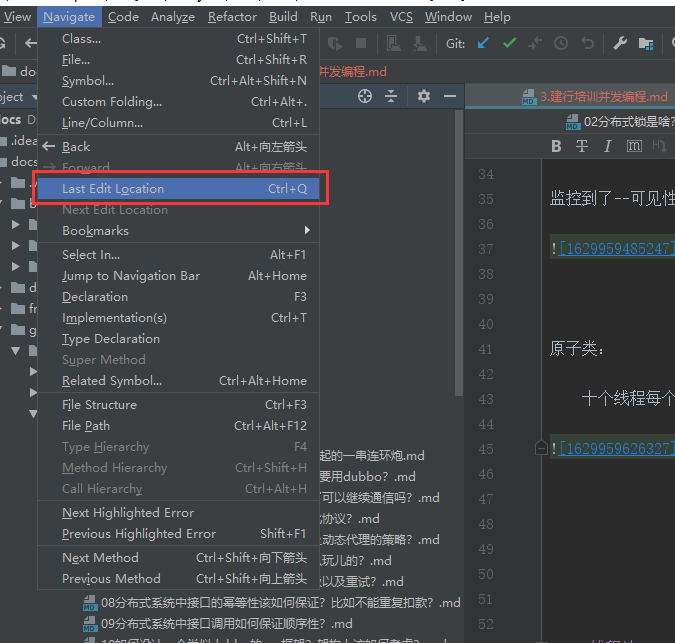 View Navigate Code Analyze Refactor Build Run Tools VCS Window Help
Class... Ctrl+Shift+T
File... Ctrl+Shift+R
Git:
Symbol... Ctrl+Alt+Shift+N
并发编程.md
Custom Folding... Ctrl+Alt+.
3.建行培训并发编程.md
Line/Column... Ctrl+L
02分布式锁是啥?
Back Alt+向左箭头
B T I m H
Forward Alt+向右箭头
Last Edit Location Ctrl+Q
Next Edit Location
Bookmarks
Select In... Alt+F1
Jump to Navigation Bar Alt+Home
Declaration F3
Implementation(s) Ctrl+T
Type Declaration
Super Method
Related Symbol... Ctrl+Alt+Home
File Structure Ctrl+F3
File Path Ctrl+Alt+F12
Type Hierarchy F4
Method Hierarchy Ctrl+Shift+H
Call Hierarchy Ctrl+Alt+H
Next Highlighted Error
Previous Highlighted Error Shift+F1
Next Method Ctrl+Shift+向下箭头
Previous Method Ctrl+Shift+向上箭头
ject
ocs
.idea
docs
起的一串连环炮.md
要用dubbo？.md
可以继续通信吗？.md
协议？.md
动态代理的策略？.md
玩儿的？.md
以及重试？.md
08分布式系统中接口的幂等性该如何保证？比如不能重复扣款？.md
09分布式系统中接口调用如何保证顺序性？.md
34
35 监控到了--可见性
36
37 ![1629959485247]
38
39
40
41 原子类：
42
43 十个线程每个
44
45 ![1629959626327]
46
47
48
49
50
51
52